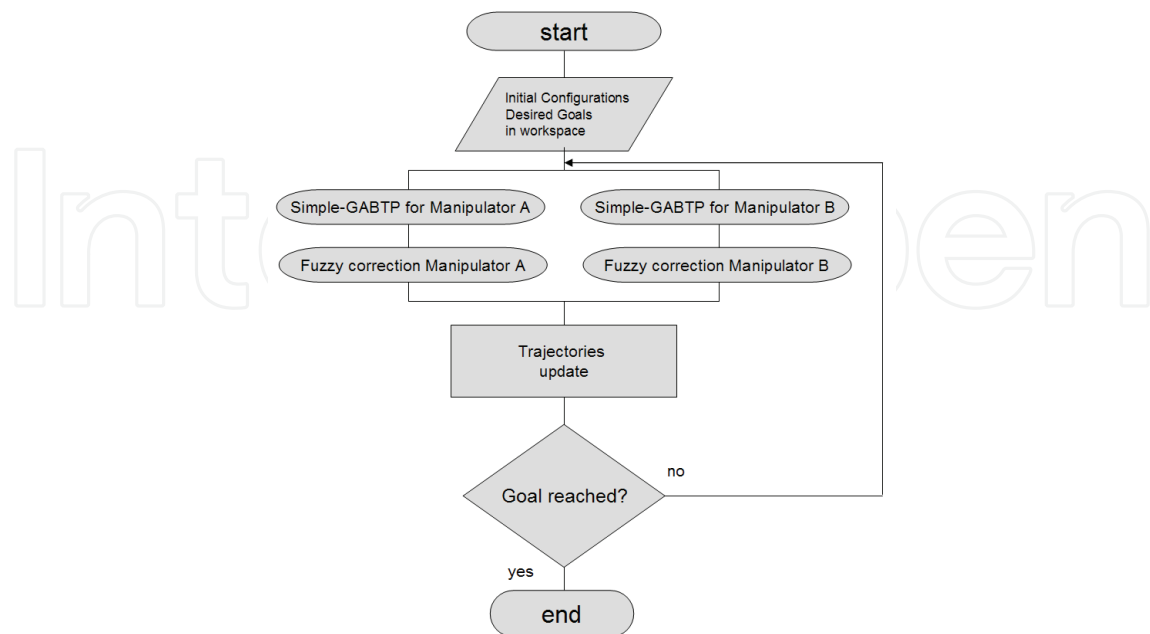 start
Initial Configurations
Desired Goals
in workspace
Simple-GABTP for Manipulator A
Simple-GABTP for Manipulator B
Fuzzy correction Manipulator A
Fuzzy correction Manipulator B
Trajectories
update
Goal reached?
no
yes
end